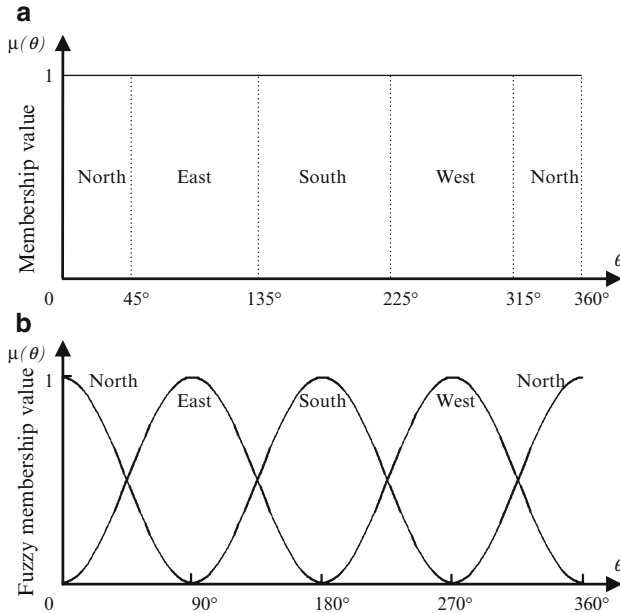 a
μ(θ)
1
Membership value
North East South West North
θ
0 45° 135° 225° 315° 360°
b
μ(θ)
1
Fuzzy membership value
North East South West North
θ
0 90° 180° 270° 360°